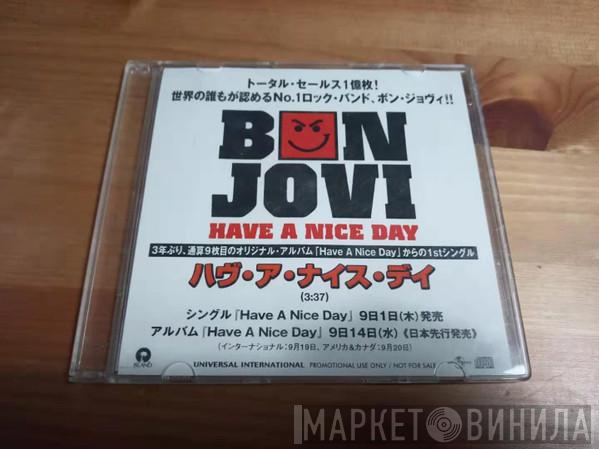 トータル・セールス1億枚!
世界の誰もが認めるNo.1ロック・バンド、ボン・ジョヴィ!!
BON
JOVI
HAVE A NICE DAY
3年ぶり、通算9枚目のオリジナル・アルバム「Have A Nice Day」からの1stシングル
ハヴ・ア・ナイス・デイ
(3:37)
シングル『Have A Nice Day』 9日1日(木)発売
アルバム『Have A Nice Day』 9日14日(水)《日本先行発売》
(インターナショナル:9月19日、アメリカ&カナダ:9月20日)
ISLAND
UNIVERSAL INTERNATIONAL PROMOTIONAL USE ONLY / NOT FOR SALE
МАРКЕТ ВИНИЛА